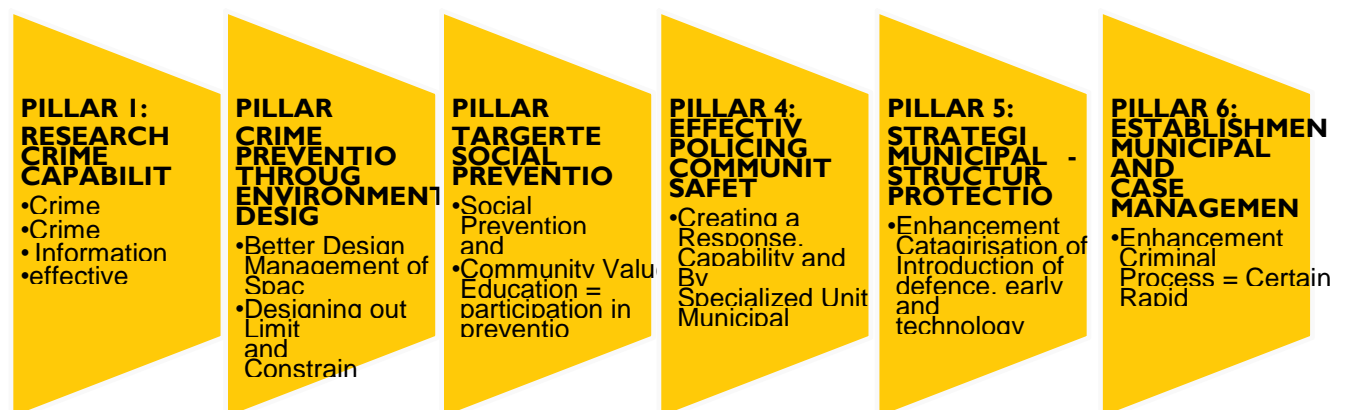 PILLAR 1:
RESEARCH
CRIME
CAPABILIT
•Crime
•Crime
•Information
•effective
PILLAR
CRIME
PREVENTIO
THROUG
ENVIRONMENT
DESIG
•Better Design
Management of
Spac
•Designing out
Limit
and
Constrain
PILLAR
TARGERTE
SOCIAL
PREVENTIO
•Social
Prevention
and
•Community Valu
Education =
participation in
preventio
PILLAR 4:
EFFECTIV
POLICING
COMMUNIT
SAFET
•Creating a
Response,
Capability and
By
Specialized Unit
Municipal
PILLAR 5:
STRATEGI
MUNICIPAL -
STRUCTUR
PROTECTIO
•Enhancement
Catagirisation of
Introduction of
defence, early
and
technology
PILLAR 6:
ESTABLISHMEN
MUNICIPAL
AND
CASE
MANAGEMEN
•Enhancement
Criminal
Process = Certain
Rapid